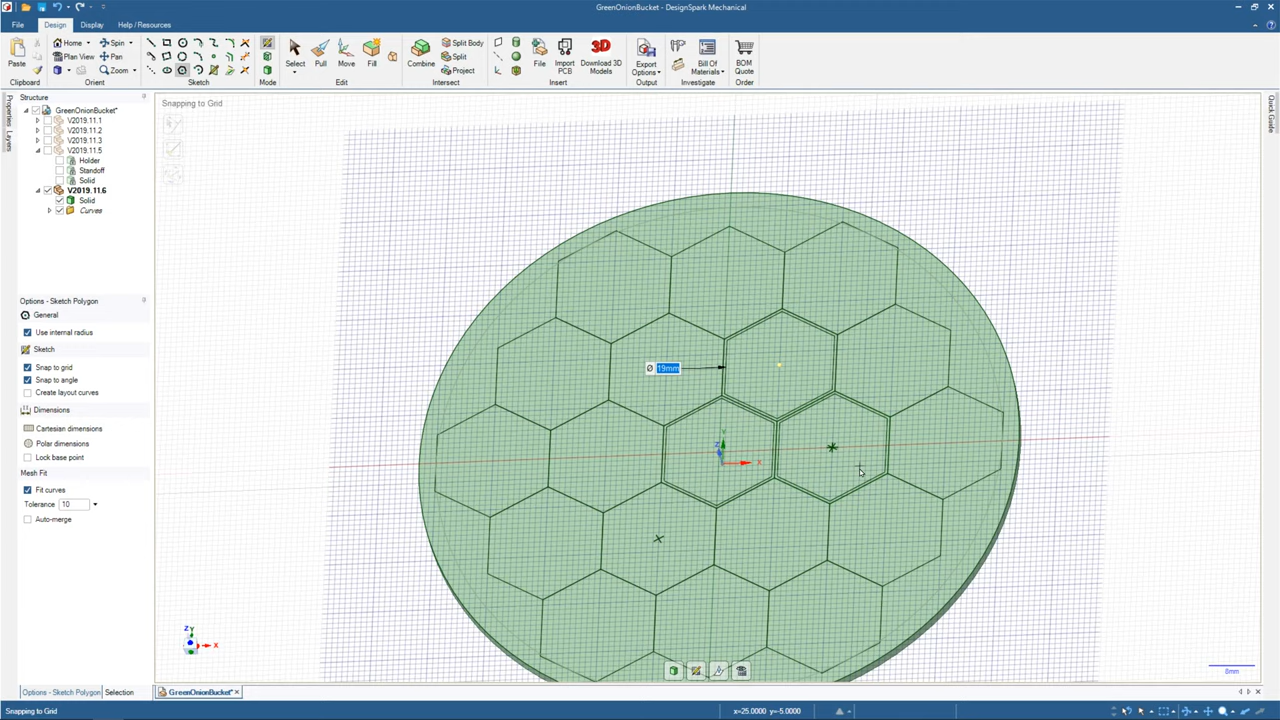 GreenOnionBucket - DesignSpark Mechanical
File
Design
Display
Help / Resources
Paste
Home
Spin
Plan View
Pan
Zoom
Select
Pull
Move
Fill
Combine
Split Body
Split
Project
File
Import PCB
3D
Download 3D Models
Export Options
Bill Of Materials
BOM Quote
Clipboard
Orient
Sketch
Mode
Edit
Intersect
Insert
Output
Investigate
Order
Structure
Snapping to Grid
Quick Guide
Properties
Layers
GreenOnionBucket*
V2019.11.1
V2019.11.2
V2019.11.3
V2019.11.5
Holder
Standoff
Solid
V2019.11.6
Solid
Curves
Options - Sketch Polygon
General
Use internal radius
Sketch
Snap to grid
Snap to angle
Create layout curves
Dimensions
Cartesian dimensions
Polar dimensions
Lock base point
Mesh Fit
Fit curves
Tolerance 10
Auto-merge
Ø 19mm
Y
Z
X
Z Y
X
6mm
Options - Sketch Polygon
Selection
GreenOnionBucket*
Snapping to Grid
x=25.0000 y=-5.0000